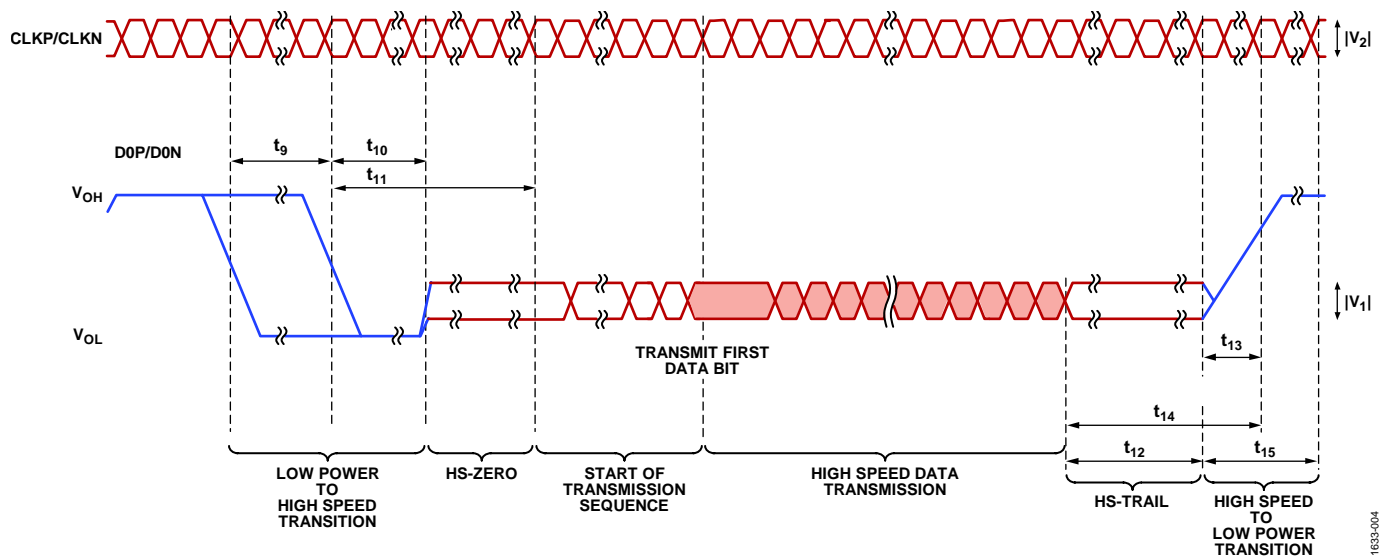 CLKP/CLKN
|V2|
D0P/D0N
t9
t10
t11
VOH
VOL
|V1|
TRANSMIT FIRST
DATA BIT
t13
t14
t12
t15
LOW POWER
TO
HIGH SPEED
TRANSITION
HS-ZERO
START OF
TRANSMISSION
SEQUENCE
HIGH SPEED DATA
TRANSMISSION
HS-TRAIL
HIGH SPEED
TO
LOW POWER
TRANSITION
1633-004